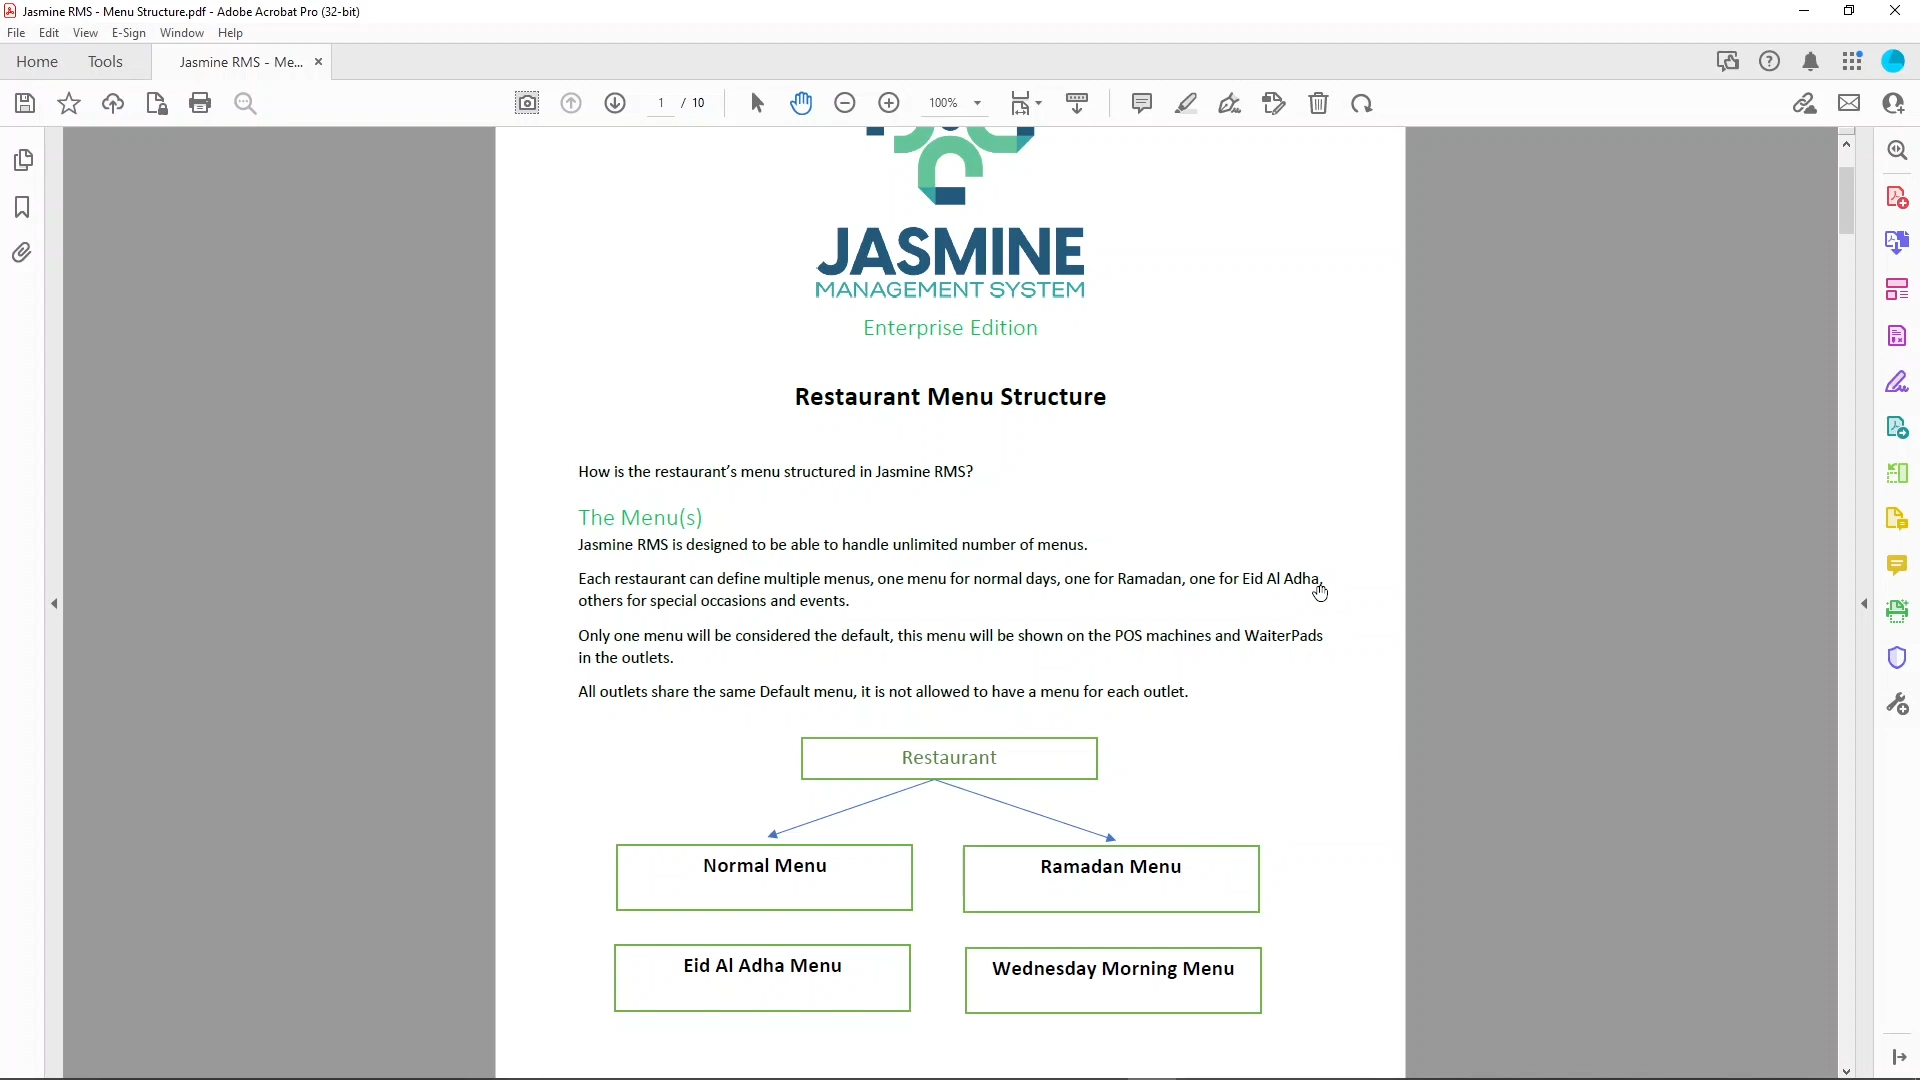 Jasmine RMS - Menu Structure.pdf - Adobe Acrobat Pro (32-bit)
File Edit View E-Sign Window Help
Home Tools Jasmine RMS - Me...
1 / 10 100%
JASMINE
MANAGEMENT SYSTEM
Enterprise Edition
Restaurant Menu Structure
How is the restaurant's menu structured in Jasmine RMS?
The Menu(s)
Jasmine RMS is designed to be able to handle unlimited number of menus.
Each restaurant can define multiple menus, one menu for normal days, one for Ramadan, one for Eid Al Adha,
others for special occasions and events.
Only one menu will be considered the default, this menu will be shown on the POS machines and WaiterPads
in the outlets.
All outlets share the same Default menu, it is not allowed to have a menu for each outlet.
Restaurant
Normal Menu
Ramadan Menu
Eid Al Adha Menu
Wednesday Morning Menu